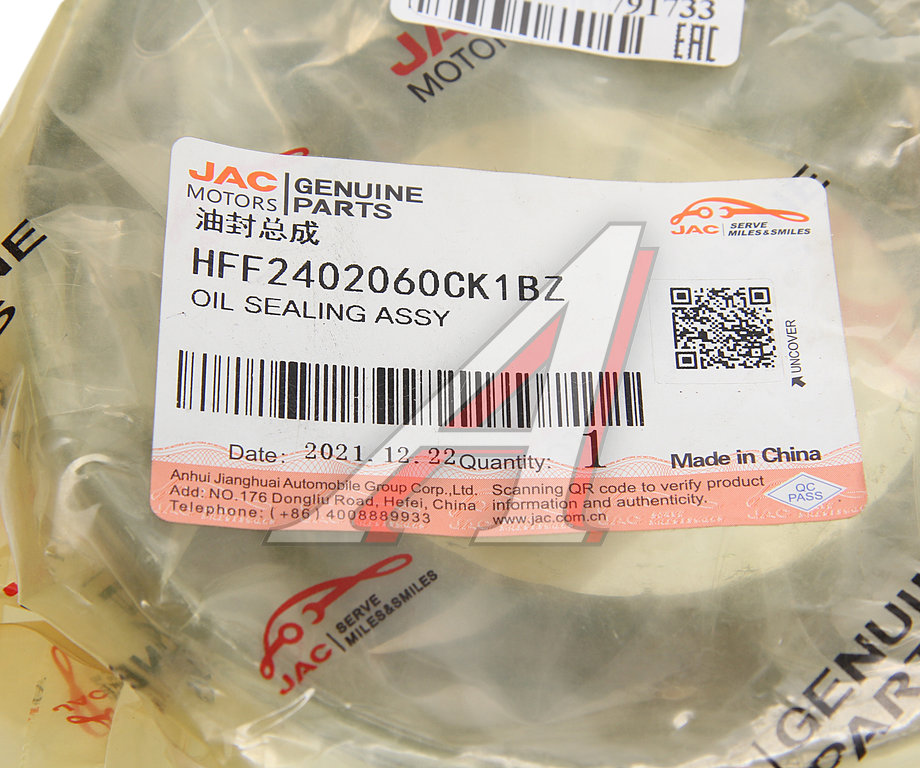 791733
EAC
JAC
MOTOR
JAC
MOTORS
GENUINE
PARTS
油封总成
HFF2402060CK1BZ
OIL SEALING ASSY
JAC
SERVE
MILES&SMILES
UNCOVER
Date: 2021.12.22
Quantity: 1
Made in China
Anhui Jianghuai Automobile Group Corp.,Ltd.
Add: NO.176 Dongliu Road, Hefei, China
Telephone: (+86) 4008889933
Scanning QR code to verify product
information and authenticity.
www.jac.com.cn
QC
PASS
JAC
SERVE
MILES&SMILES
GENU
PART